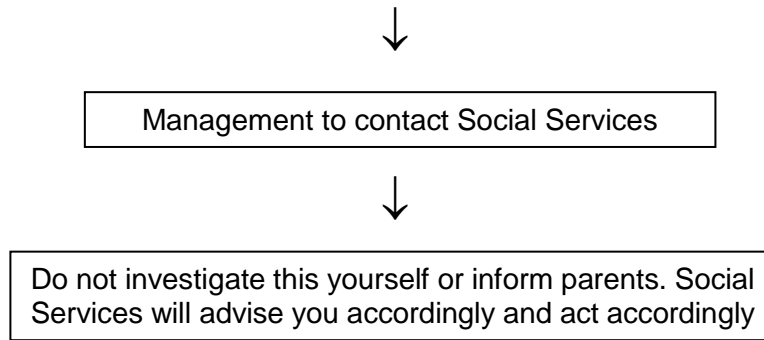 Management to contact Social Services
Do not investigate this yourself or inform parents. Social
Services will advise you accordingly and act accordingly